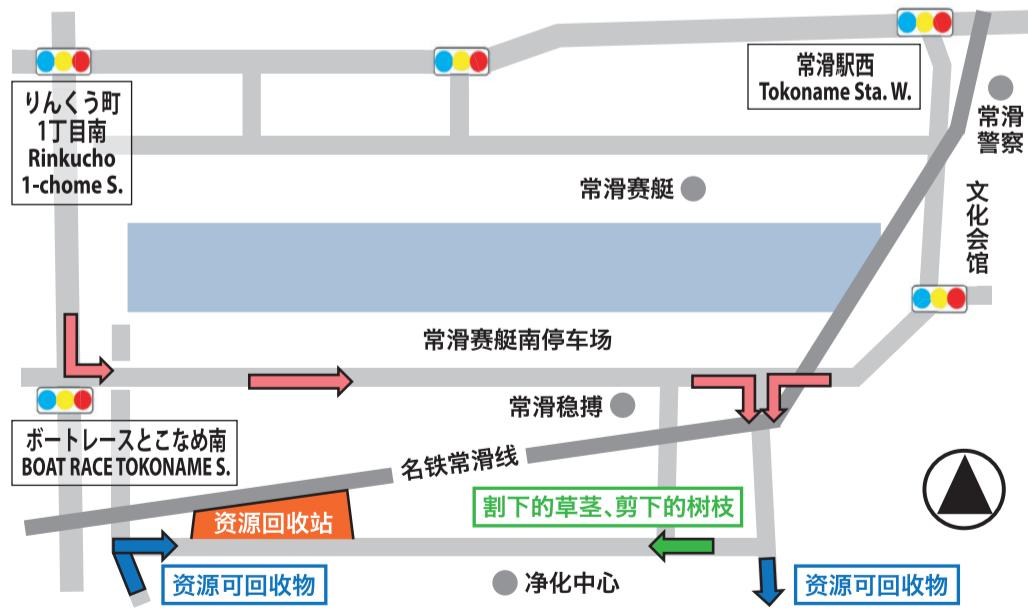 常滑駅西
Tokoname Sta. W.
りんくう町
1丁目南
Rinkucho
1-chome S.
常滑
警察
常滑赛艇
文化会馆
常滑赛艇南停车场
常滑稳搏
ボートレースとこなめ南
BOAT RACE TOKONAME S.
名铁常滑线
割下的草茎、剪下的树枝
资源回收站
资源可回收物
净化中心
资源可回收物